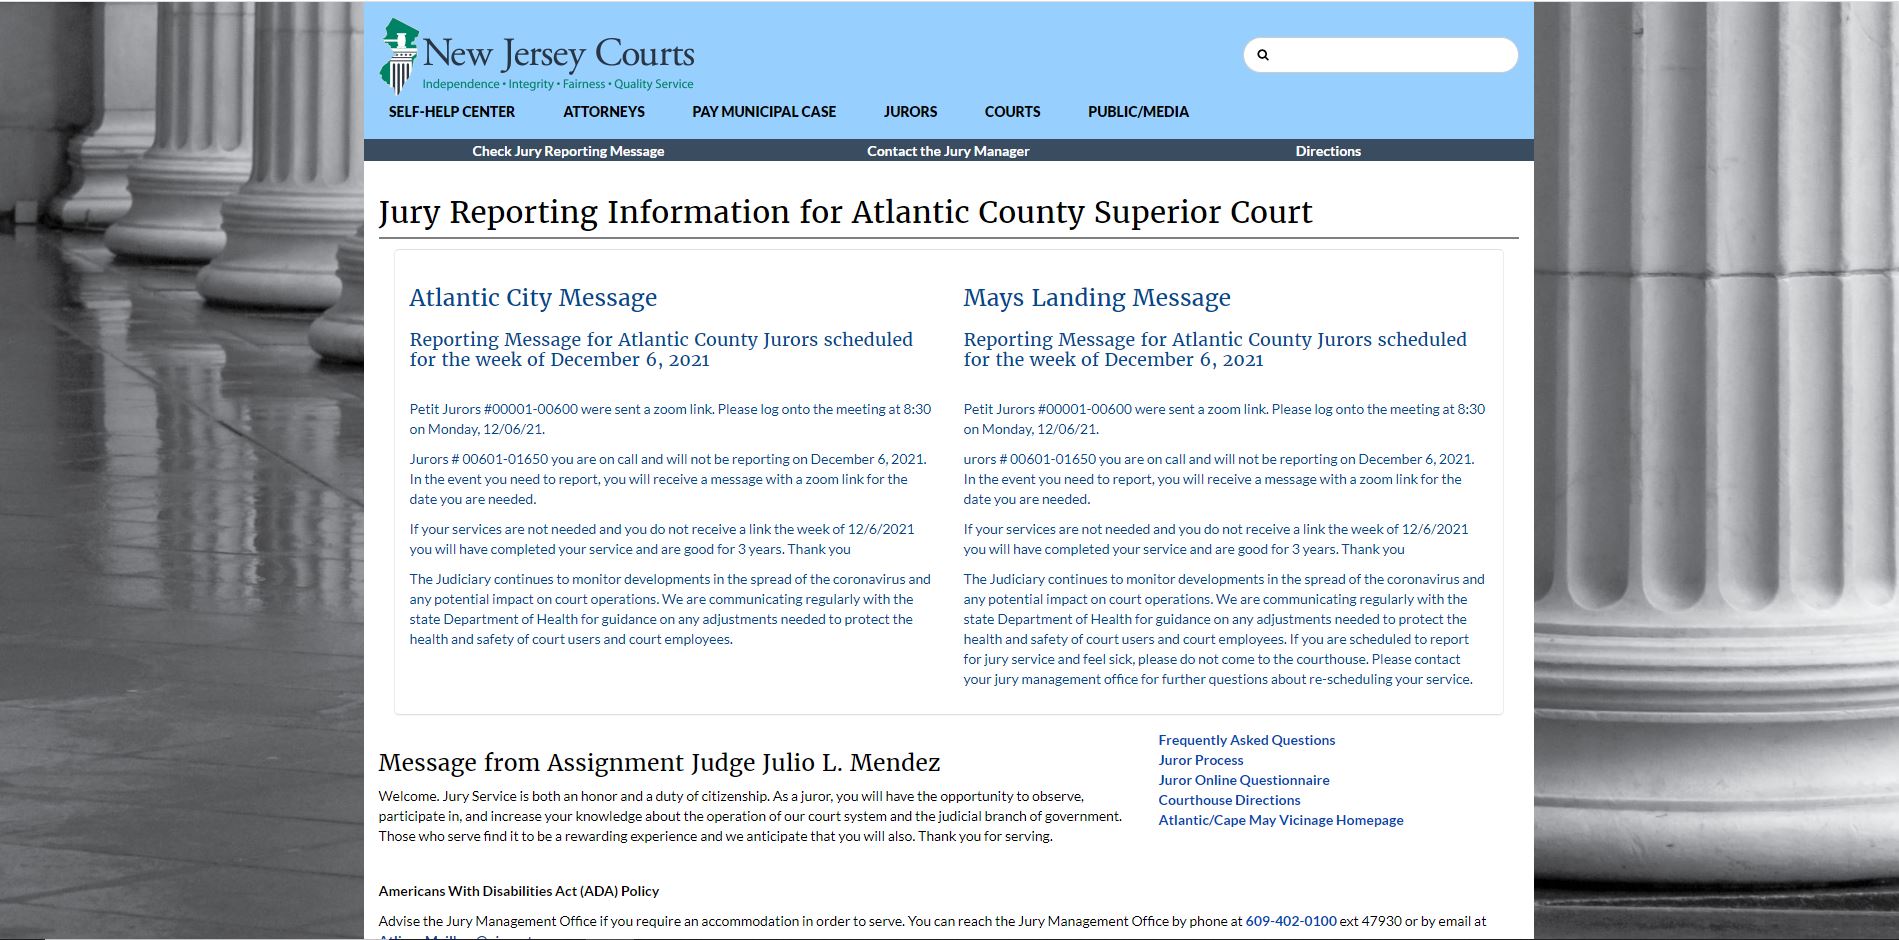 New Jersey Courts
Independence • Integrity • Fairness • Quality Service
SELF-HELP CENTER ATTORNEYS PAY MUNICIPAL CASE JURORS COURTS PUBLIC/MEDIA
Check Jury Reporting Message Contact the Jury Manager Directions
Jury Reporting Information for Atlantic County Superior Court
Atlantic City Message
Reporting Message for Atlantic County Jurors scheduled
for the week of December 6, 2021
Petit Jurors #00001-00600 were sent a zoom link. Please log onto the meeting at 8:30
on Monday, 12/06/21.
Jurors # 00601-01650 you are on call and will not be reporting on December 6, 2021.
In the event you need to report, you will receive a message with a zoom link for the
date you are needed.
If your services are not needed and you do not receive a link the week of 12/6/2021
you will have completed your service and are good for 3 years. Thank you
The Judiciary continues to monitor developments in the spread of the coronavirus and
any potential impact on court operations. We are communicating regularly with the
state Department of Health for guidance on any adjustments needed to protect the
health and safety of court users and court employees.
Mays Landing Message
Reporting Message for Atlantic County Jurors scheduled
for the week of December 6, 2021
Petit Jurors #00001-00600 were sent a zoom link. Please log onto the meeting at 8:30
on Monday, 12/06/21.
urors # 00601-01650 you are on call and will not be reporting on December 6, 2021.
In the event you need to report, you will receive a message with a zoom link for the
date you are needed.
If your services are not needed and you do not receive a link the week of 12/6/2021
you will have completed your service and are good for 3 years. Thank you
The Judiciary continues to monitor developments in the spread of the coronavirus and
any potential impact on court operations. We are communicating regularly with the
state Department of Health for guidance on any adjustments needed to protect the
health and safety of court users and court employees. If you are scheduled to report
for jury service and feel sick, please do not come to the courthouse. Please contact
your jury management office for further questions about re-scheduling your service.
Message from Assignment Judge Julio L. Mendez
Welcome. Jury Service is both an honor and a duty of citizenship. As a juror, you will have the opportunity to observe,
participate in, and increase your knowledge about the operation of our court system and the judicial branch of government.
Those who serve find it to be a rewarding experience and we anticipate that you will also. Thank you for serving.
Frequently Asked Questions
Juror Process
Juror Online Questionnaire
Courthouse Directions
Atlantic/Cape May Vicinage Homepage
Americans With Disabilities Act (ADA) Policy
Advise the Jury Management Office if you require an accommodation in order to serve. You can reach the Jury Management Office by phone at 609-402-0100 ext 47930 or by email at